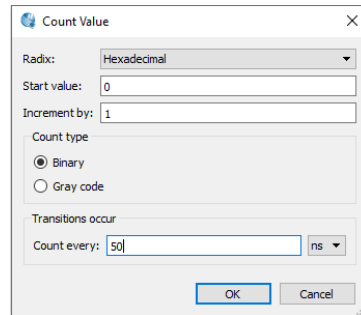 Count Value
Radix: Hexadecimal
Start value: 0
Increment by: 1
Count type
Binary
Gray code
Transitions occur
Count every: 50 ns
OK Cancel